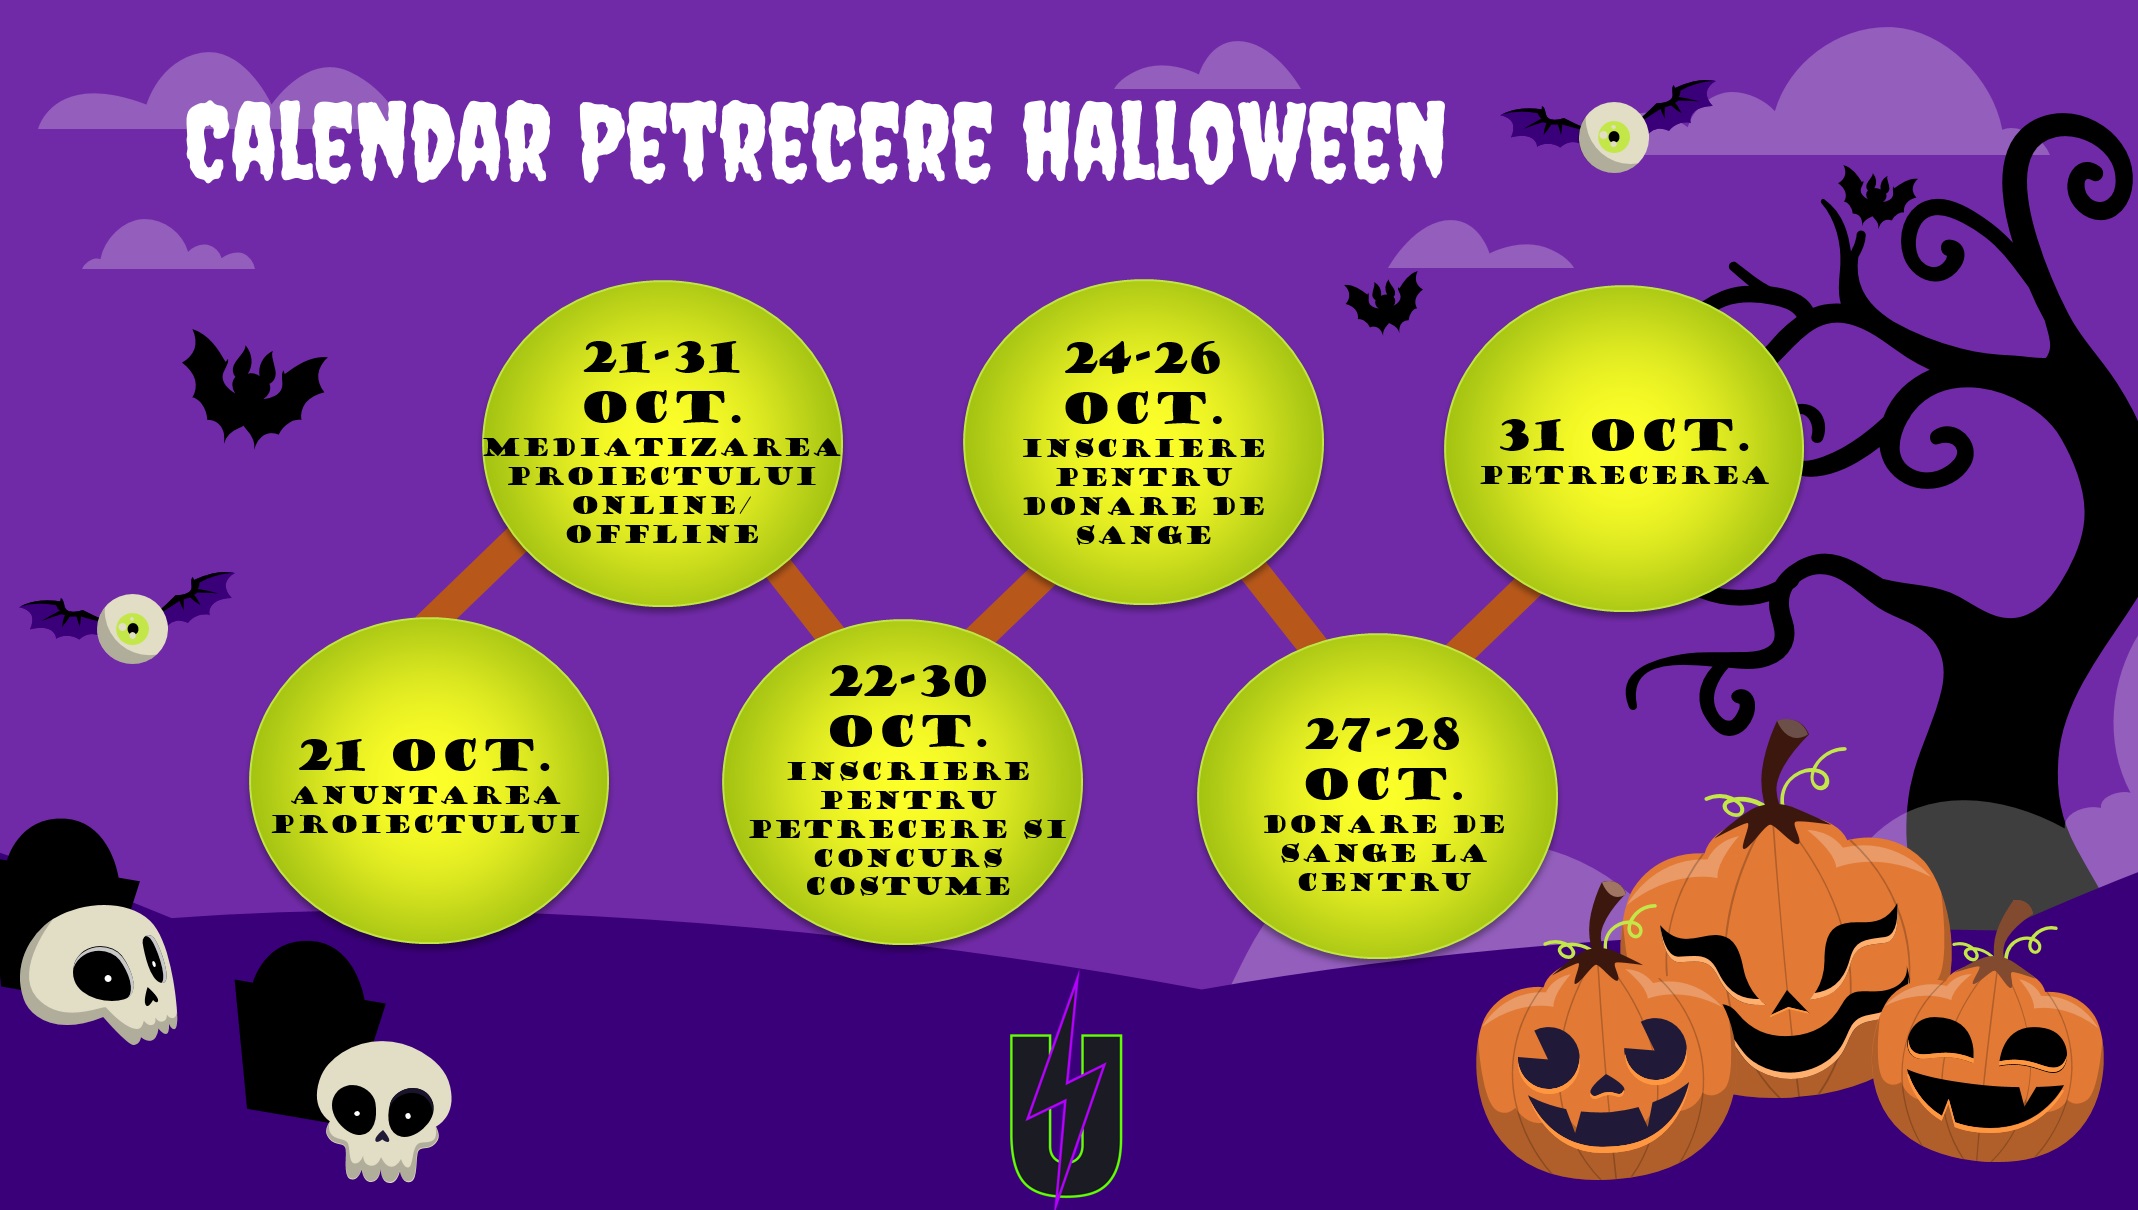 CALENDAR PETRECERE HALLOWEEN
21 OCT.
ANUNTAREA
PROIECTULUI
21-31
OCT.
MEDIATIZAREA
PROIECTULUI
ONLINE/
OFFLINE
22-30
OCT.
INSCRIERE
PENTRU
PETRECERE SI
CONCURS
COSTUME
24-26
OCT.
INSCRIERE
PENTRU
DONARE DE
SANGE
27-28
OCT.
DONARE DE
SANGE LA
CENTRU
31 OCT.
PETRECEREA
U